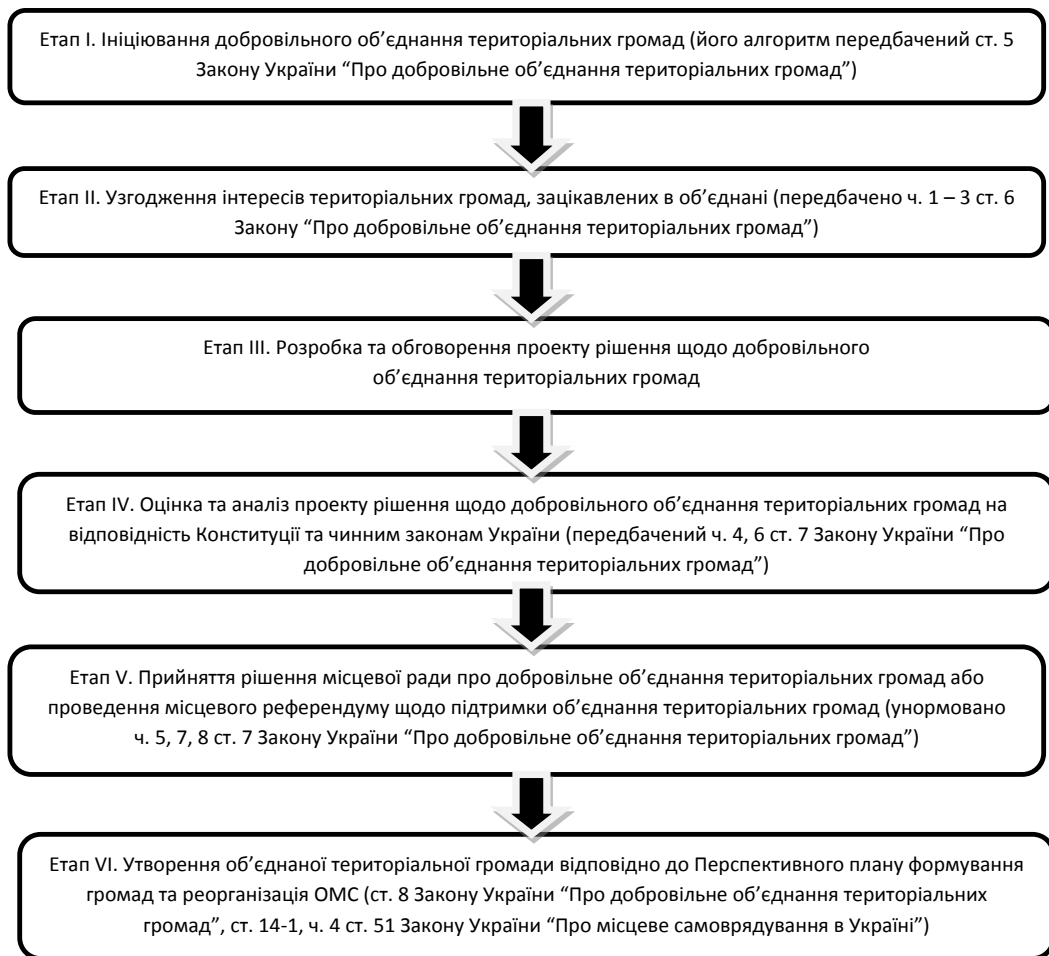 Етап І. Ініціювання добровільного об’єднання територіальних громад (його алгоритм передбачений ст. 5
Закону України “Про добровільне об’єднання територіальних громад”)
Етап ІІ. Узгодження інтересів територіальних громад, зацікавлених в об’єднані (передбачено ч. 1 – 3 ст. 6
Закону “Про добровільне об’єднання територіальних громад”)
Етап ІІІ. Розробка та обговорення проекту рішення щодо добровільного
об’єднання територіальних громад
Етап IV. Оцінка та аналіз проекту рішення щодо добровільного об’єднання територіальних громад на
відповідність Конституції та чинним законам України (передбачений ч. 4, 6 ст. 7 Закону України “Про
добровільне об’єднання територіальних громад”)
Етап V. Прийняття рішення місцевої ради про добровільне об’єднання територіальних громад або
проведення місцевого референдуму щодо підтримки об’єднання територіальних громад (унормовано
ч. 5, 7, 8 ст. 7 Закону України “Про добровільне об’єднання територіальних громад”)
Етап VI. Утворення об’єднаної територіальної громади відповідно до Перспективного плану формування
громад та реорганізація ОМС (ст. 8 Закону України “Про добровільне об’єднання територіальних
громад”, ст. 14-1, ч. 4 ст. 51 Закону України “Про місцеве самоврядування в Україні”)